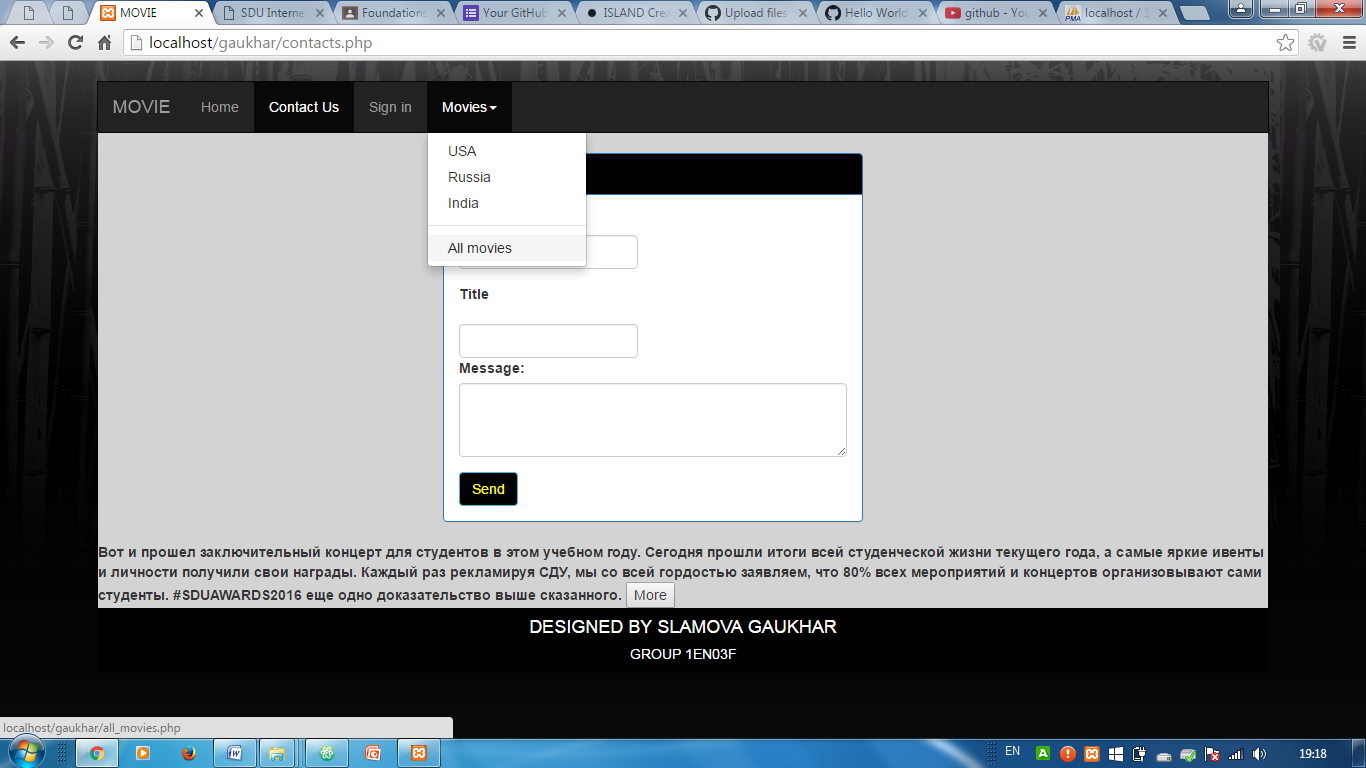 MOVIE
SDU Interne
Foundations
Your GitHub
ISLAND Crea
Upload files
Hello World
github - You
localhost / 1
localhost/gaukhar/contacts.php
MOVIE Home Contact Us Sign in Movies
USA
Russia
India
All movies
Title
Message:
Send
Вот и прошел заключительный концерт для студентов в этом учебном году. Сегодня прошли итоги всей студенческой жизни текущего года, а самые яркие ивенты
и личности получили свои награды. Каждый раз рекламируя СДУ, мы со всей гордостью заявляем, что 80% всех мероприятий и концертов организовывают сами
студенты. #SDUAWARDS2016 еще одно доказательство выше сказанного. More
DESIGNED BY SLAMOVA GAUKHAR
GROUP 1EN03F
localhost/gaukhar/all_movies.php
EN
19:18